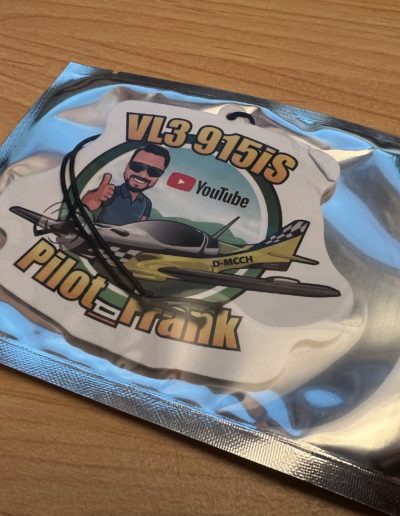 VL3 915iS
YouTube
D-MCCH
Pilot_Frank